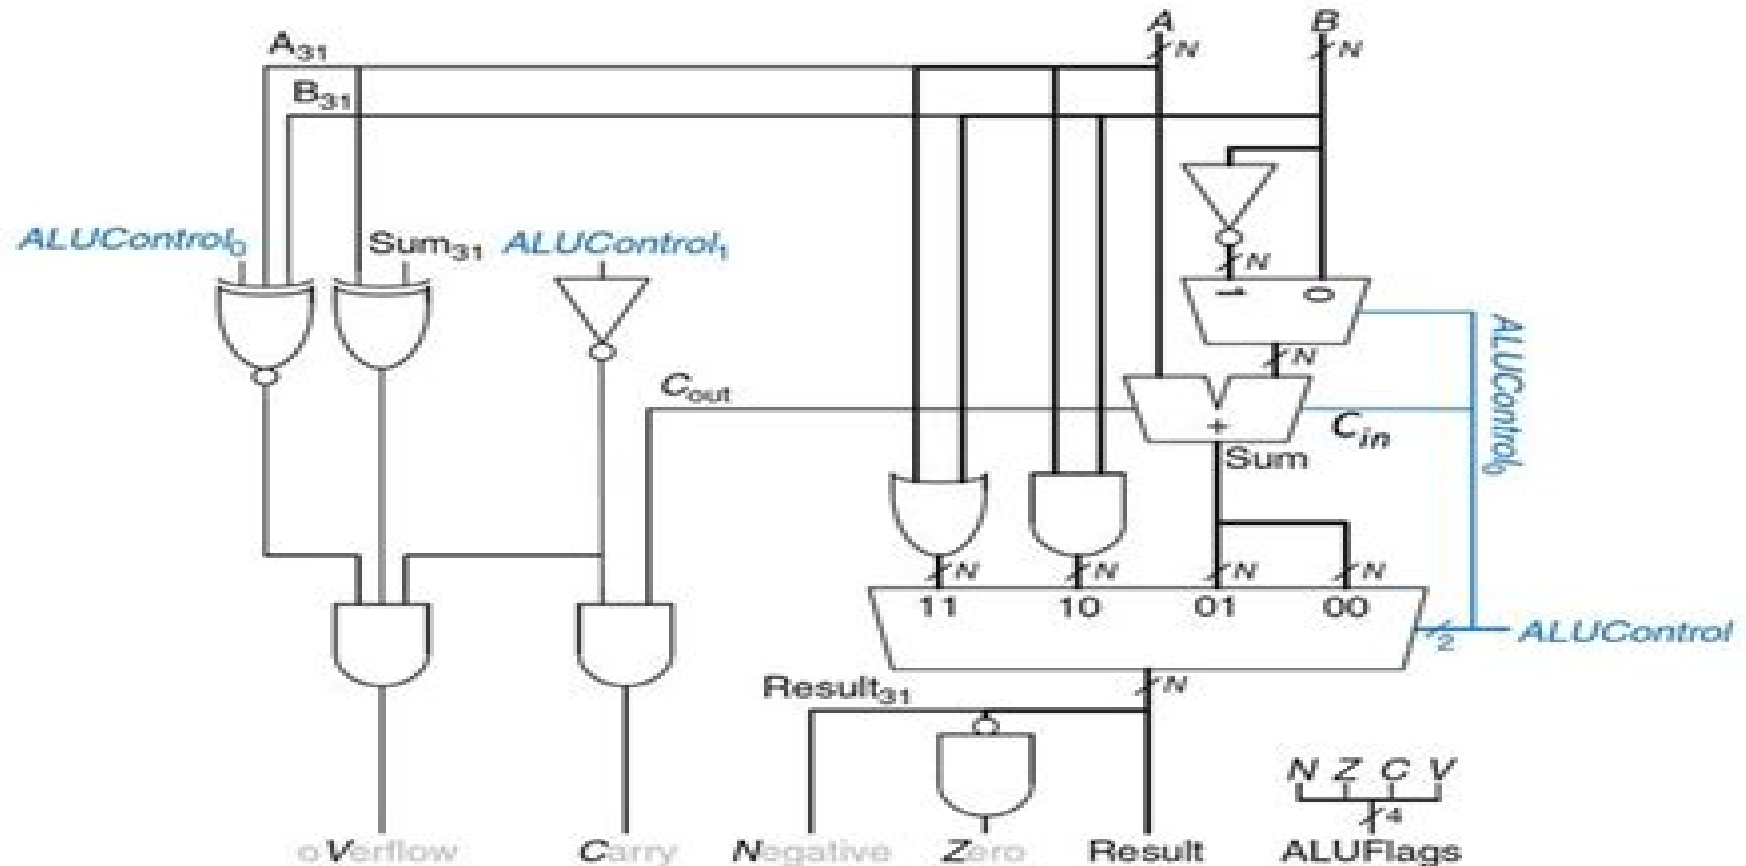 A B
A31 N N
B31
ALUControl0 Sum31 ALUControl1
N
1 0
ALUControl0
N
Cout
Cin
+
Sum
N N N N
11 10 01 00
2 ALUControl
Result31 N
N Z C V
4
oVerflow Carry Negative Zero Result ALUFlags